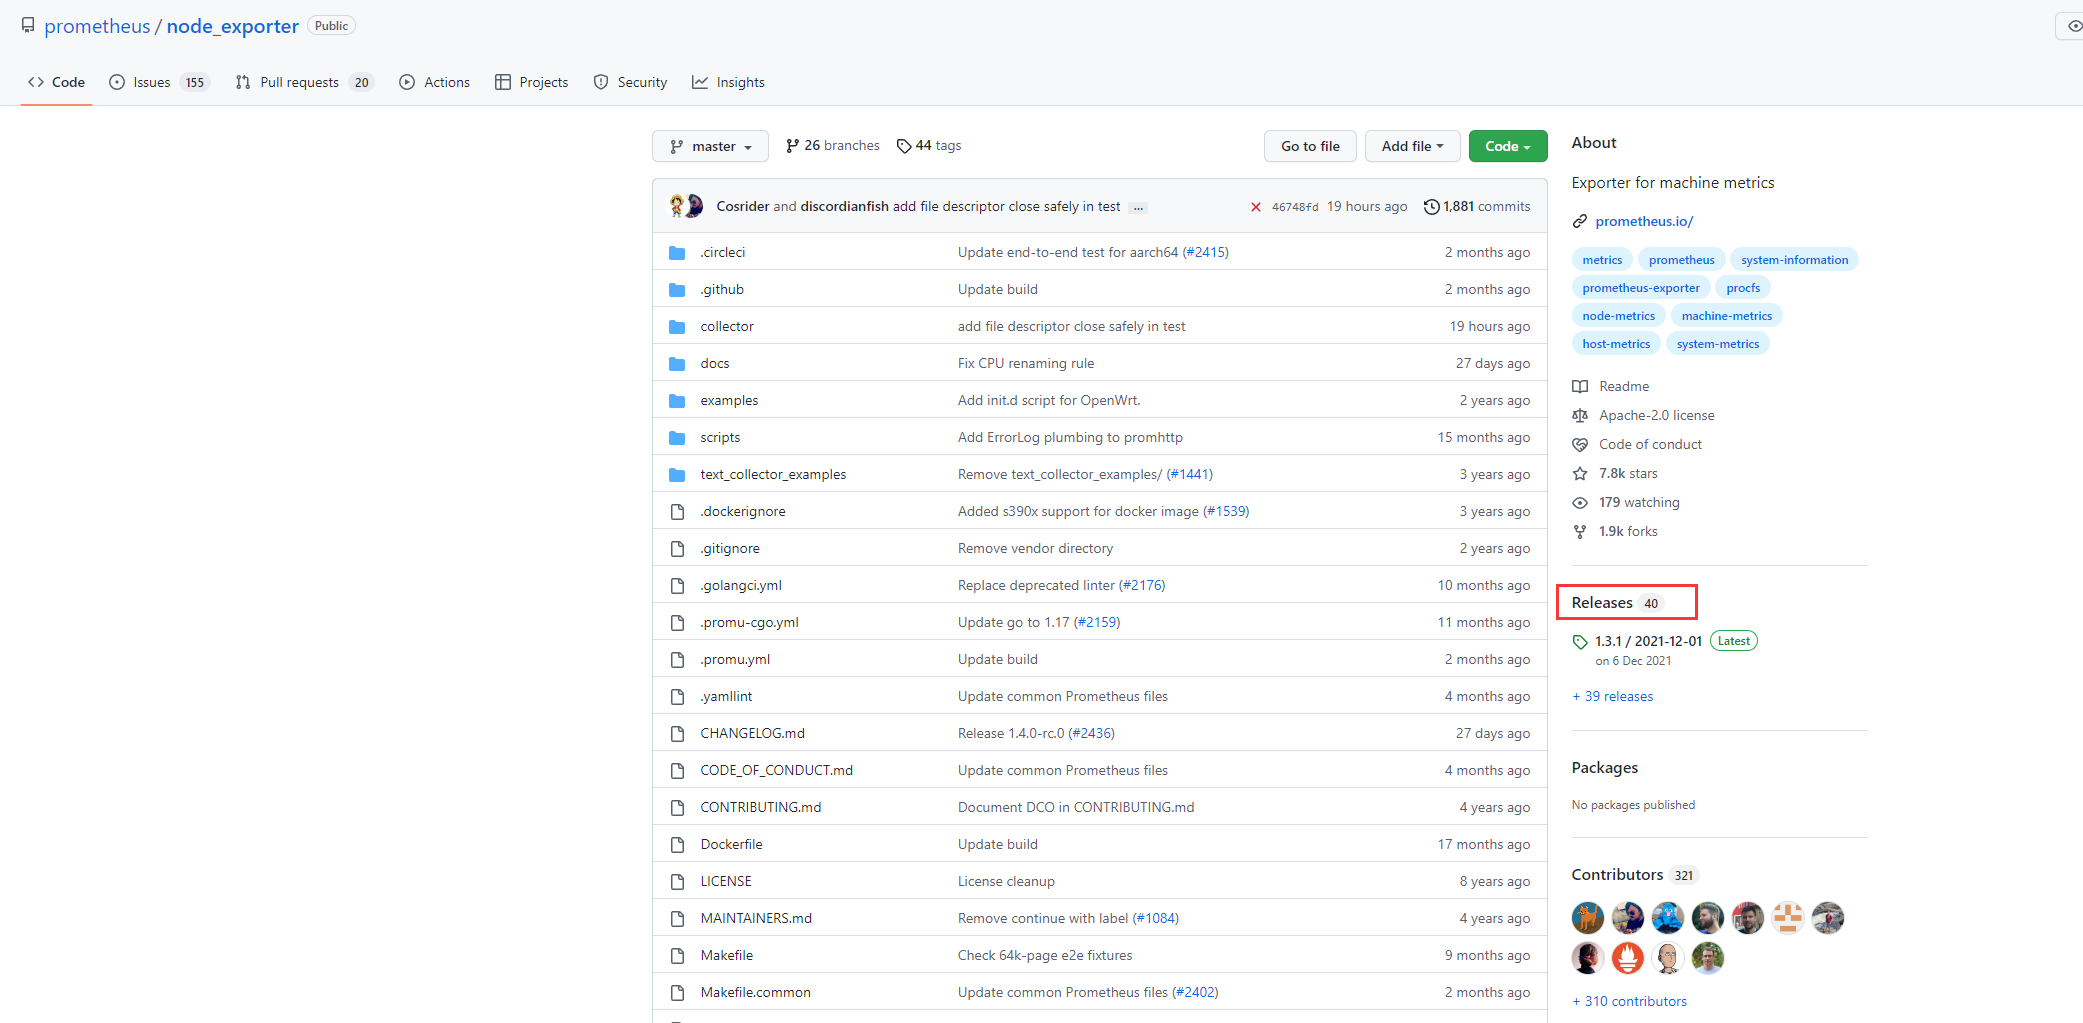 prometheus / node_exporter Public
Code Issues 155 Pull requests 20 Actions Projects Security Insights
master 26 branches 44 tags Go to file Add file Code
Cosrider and discordianfish add file descriptor close safely in test ... 46748fd 19 hours ago 1,881 commits
.circleci Update end-to-end test for aarch64 (#2415) 2 months ago
.github Update build 2 months ago
collector add file descriptor close safely in test 19 hours ago
docs Fix CPU renaming rule 27 days ago
examples Add init.d script for OpenWrt. 2 years ago
scripts Add ErrorLog plumbing to promhttp 15 months ago
text_collector_examples Remove text_collector_examples/ (#1441) 3 years ago
.dockerignore Added s390x support for docker image (#1539) 3 years ago
.gitignore Remove vendor directory 2 years ago
.golangci.yml Replace deprecated linter (#2176) 10 months ago
.promu-cgo.yml Update go to 1.17 (#2159) 11 months ago
.promu.yml Update build 2 months ago
.yamllint Update common Prometheus files 4 months ago
CHANGELOG.md Release 1.4.0-rc.0 (#2436) 27 days ago
CODE_OF_CONDUCT.md Update common Prometheus files 4 months ago
CONTRIBUTING.md Document DCO in CONTRIBUTING.md 4 years ago
Dockerfile Update build 17 months ago
LICENSE License cleanup 8 years ago
MAINTAINERS.md Remove continue with label (#1084) 4 years ago
Makefile Check 64k-page e2e fixtures 9 months ago
Makefile.common Update common Prometheus files (#2402) 2 months ago
About
Exporter for machine metrics
prometheus.io/
metrics prometheus system-information
prometheus-exporter procfs
node-metrics machine-metrics
host-metrics system-metrics
Readme
Apache-2.0 license
Code of conduct
7.8k stars
179 watching
1.9k forks
Releases 40
1.3.1 / 2021-12-01 Latest
on 6 Dec 2021
+ 39 releases
Packages
No packages published
Contributors 321
+ 310 contributors